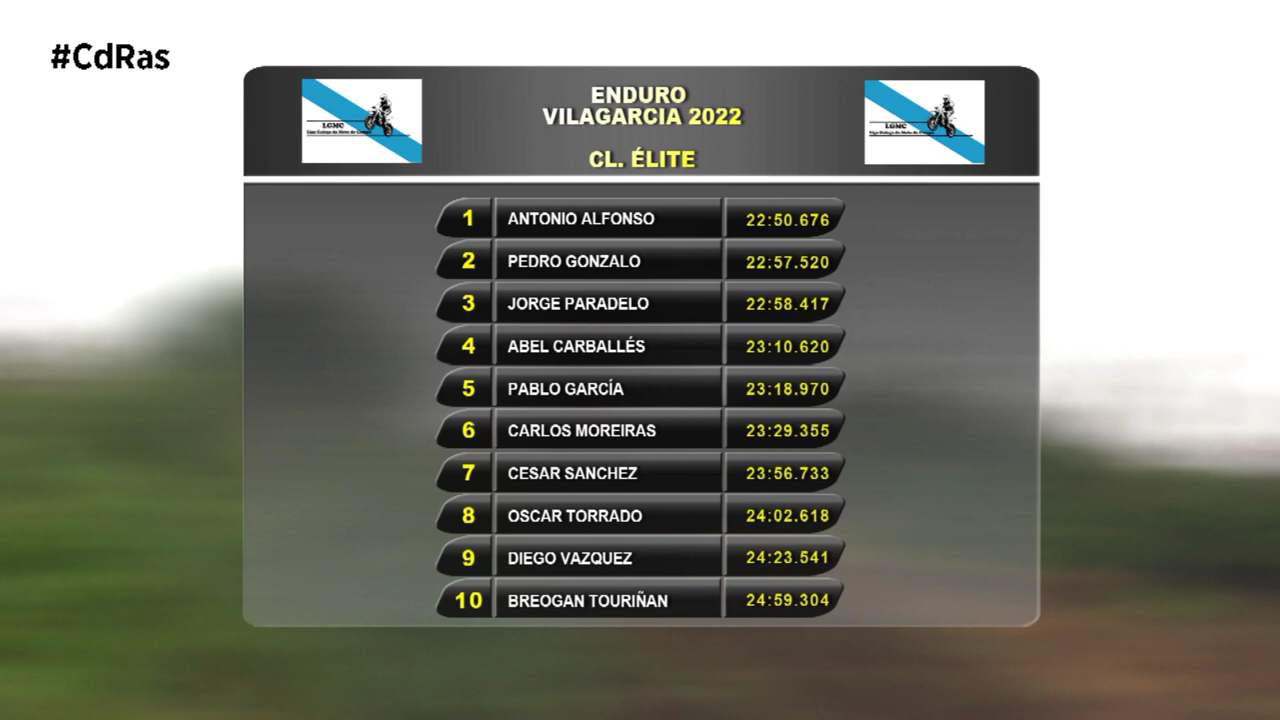 #CdRas
ENDURO
VILAGARCIA 2022
CL. ÉLITE
LGMC
LGMC
1 ANTONIO ALFONSO 22:50.676
2 PEDRO GONZALO 22:57.520
3 JORGE PARADELO 22:58.417
4 ABEL CARBALLÉS 23:10.620
5 PABLO GARCÍA 23:18.970
6 CARLOS MOREIRAS 23:29.355
7 CESAR SANCHEZ 23:56.733
8 OSCAR TORRADO 24:02.618
9 DIEGO VAZQUEZ 24:23.541
10 BREOGAN TOURIÑAN 24:59.304